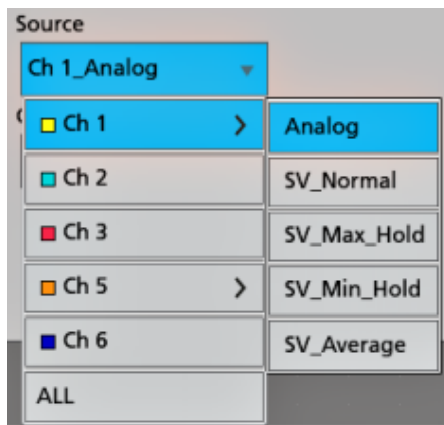 Source
Ch 1_Analog
Ch 1 >
Analog
Ch 2
SV_Normal
Ch 3
SV_Max_Hold
Ch 5 >
SV_Min_Hold
Ch 6
SV_Average
ALL